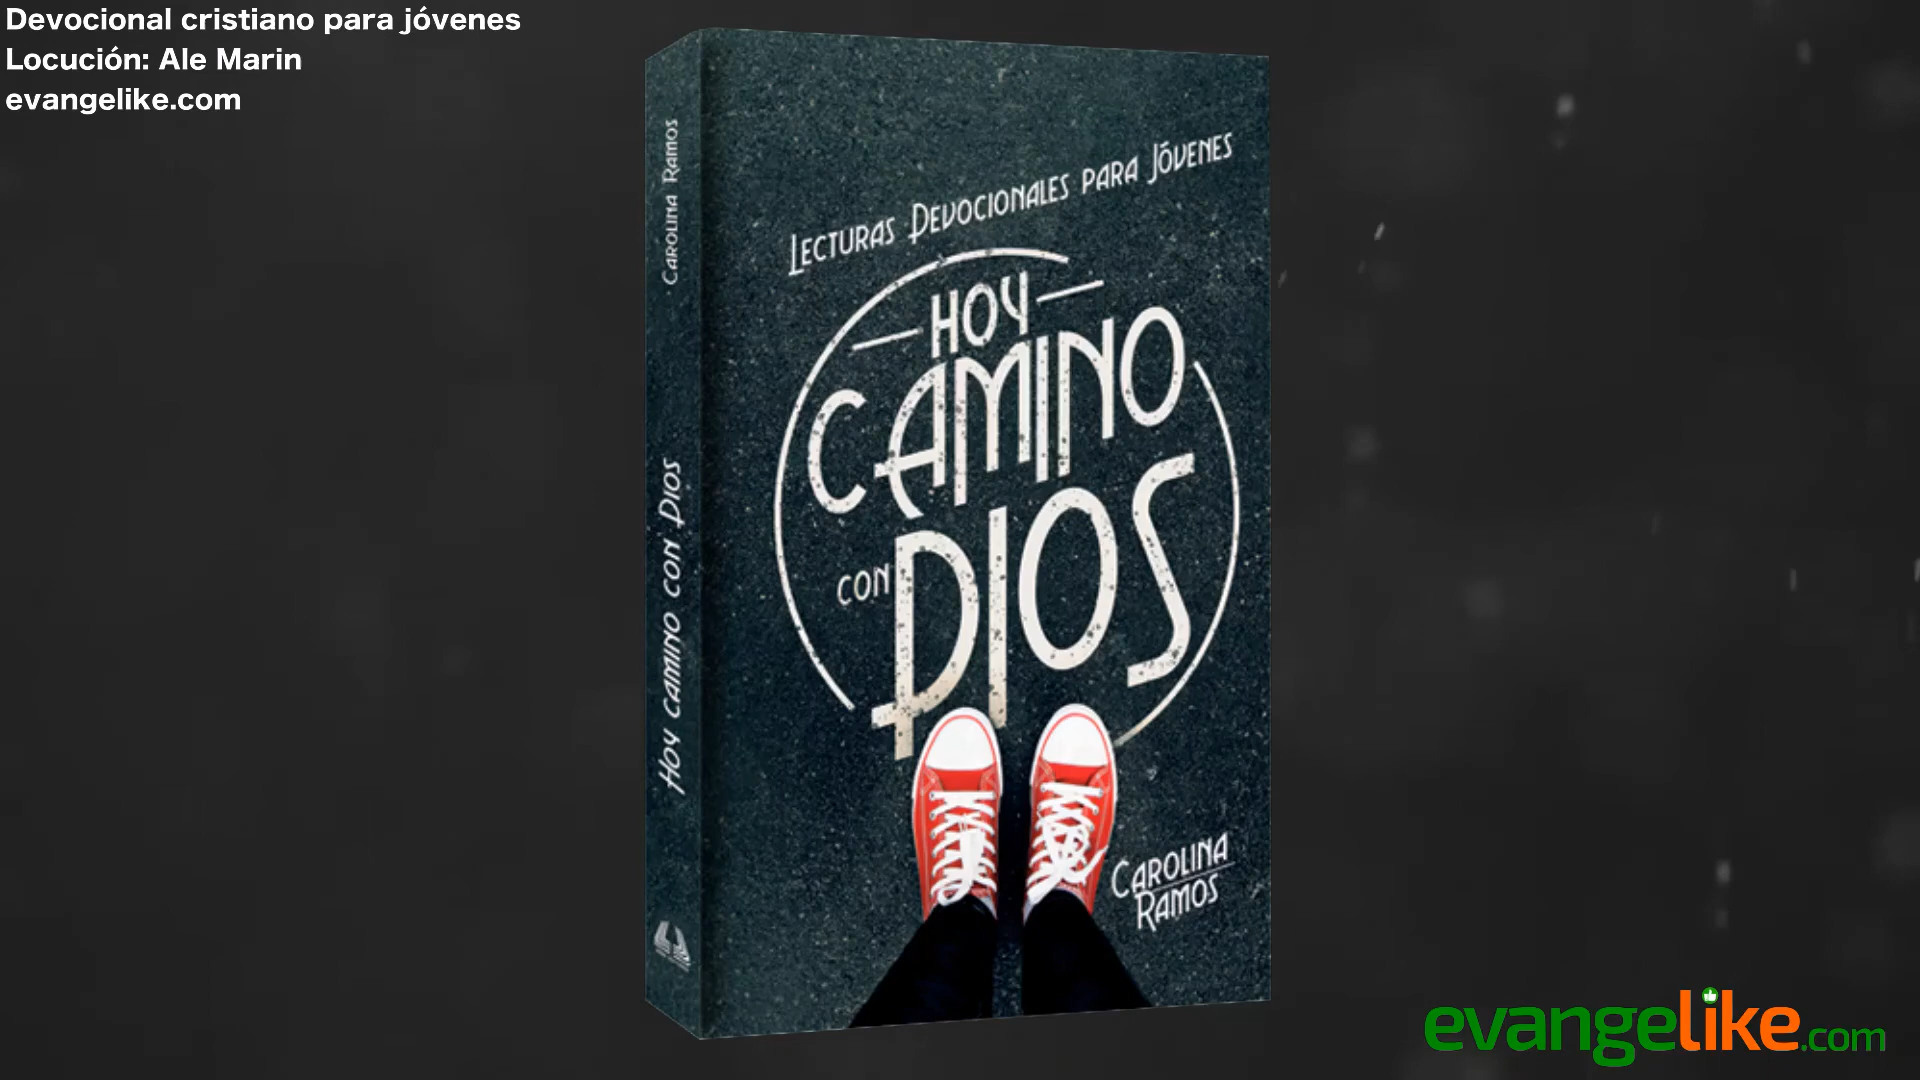 Devocional cristiano para jóvenes
Locución: Ale Marin
evangelike.com
CAROLINA RAMOS
HOY CAMINO CON DIOS
LECTURAS DEVOCIONALES PARA JÓVENES
HOY
CAMINO
CON DIOS
CAROLINA
RAMOS
evangelike.com